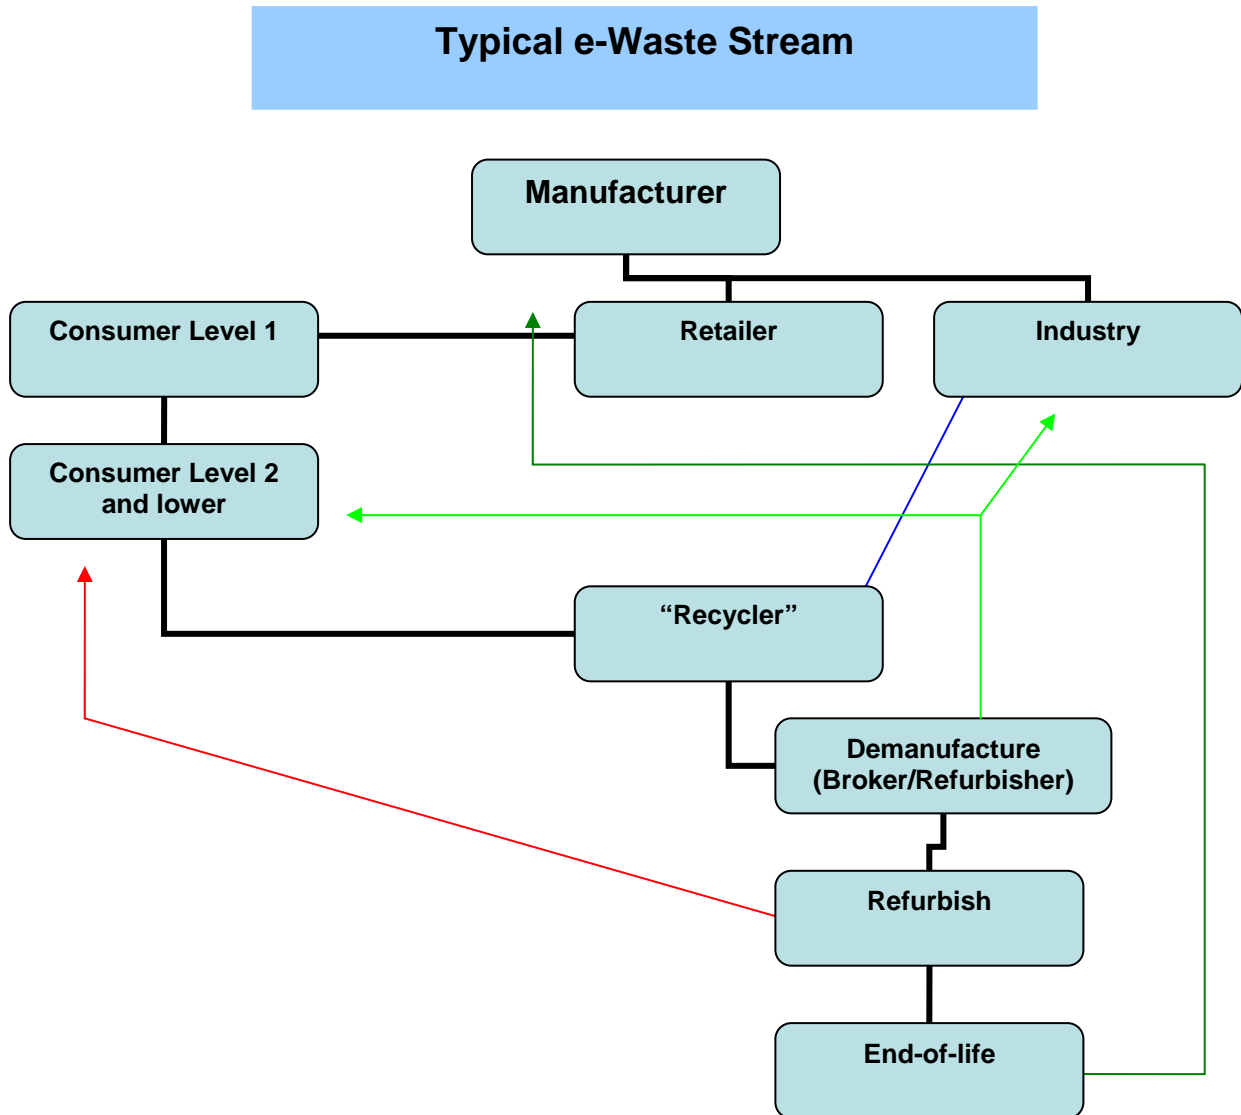 Typical e-Waste Stream
Manufacturer
Consumer Level 1
Retailer
Industry
Consumer Level 2
and lower
“Recycler”
Demanufacture
(Broker/Refurbisher)
Refurbish
End-of-life